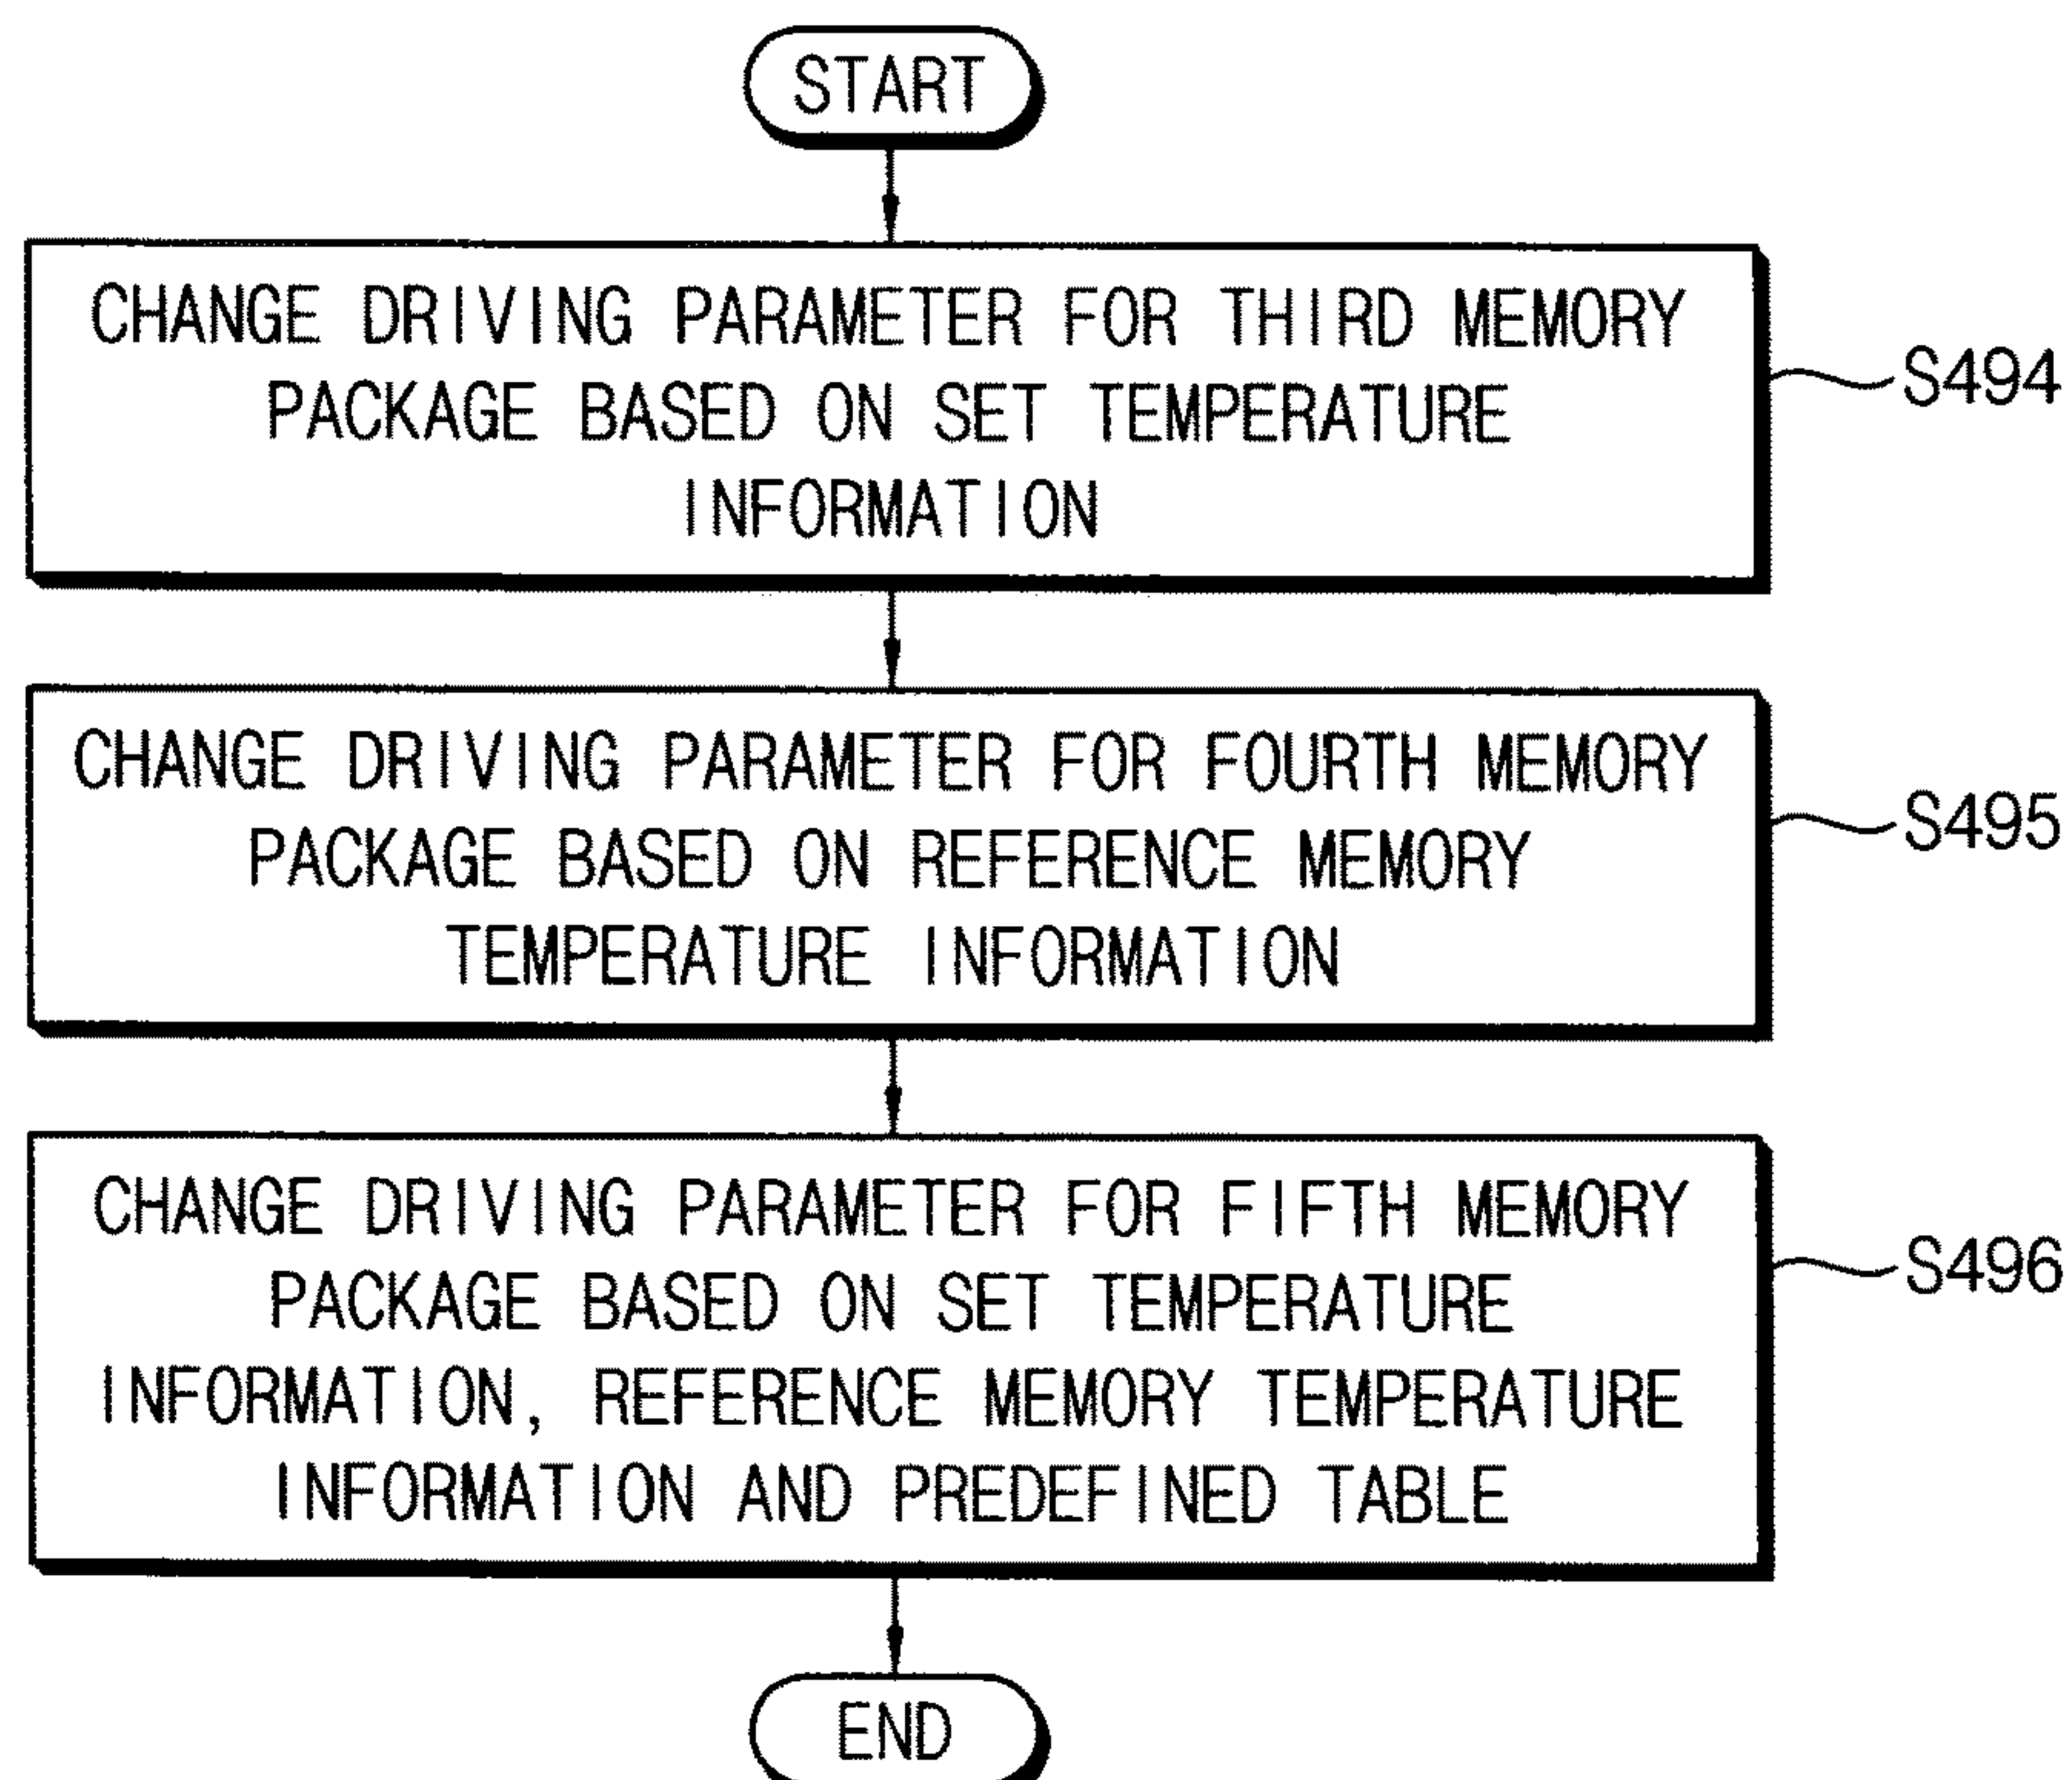 START
CHANGE DRIVING PARAMETER FOR THIRD MEMORY
PACKAGE BASED ON SET TEMPERATURE
INFORMATION
S494
CHANGE DRIVING PARAMETER FOR FOURTH MEMORY
PACKAGE BASED ON REFERENCE MEMORY
TEMPERATURE INFORMATION
S495
CHANGE DRIVING PARAMETER FOR FIFTH MEMORY
PACKAGE BASED ON SET TEMPERATURE
INFORMATION, REFERENCE MEMORY TEMPERATURE
INFORMATION AND PREDEFINED TABLE
S496
END